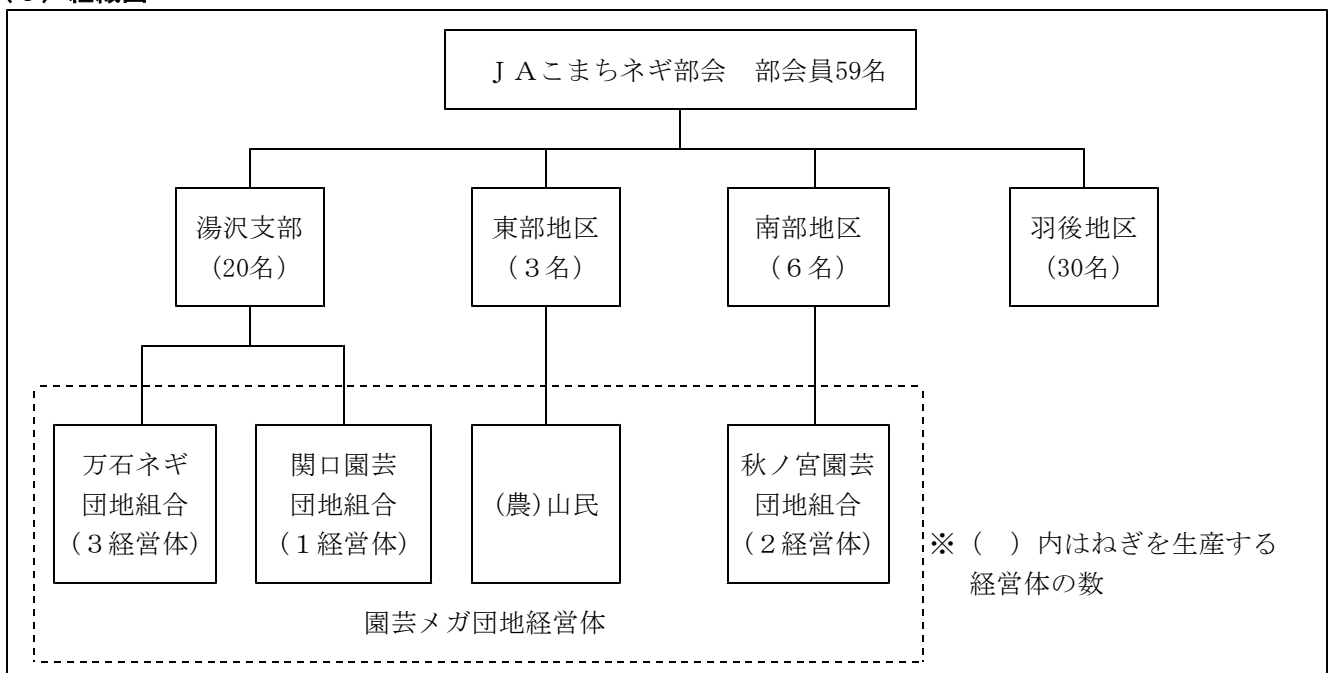 ＪＡこまちネギ部会　部会員59名
湯沢支部
（20名）
東部地区
（３名）
南部地区
（６名）
羽後地区
（30名）
万石ネギ
団地組合
（３経営体）
関口園芸
団地組合
（１経営体）
(農)山民
秋ノ宮園芸
団地組合
（２経営体）
※（　）内はねぎを生産する
経営体の数
園芸メガ団地経営体